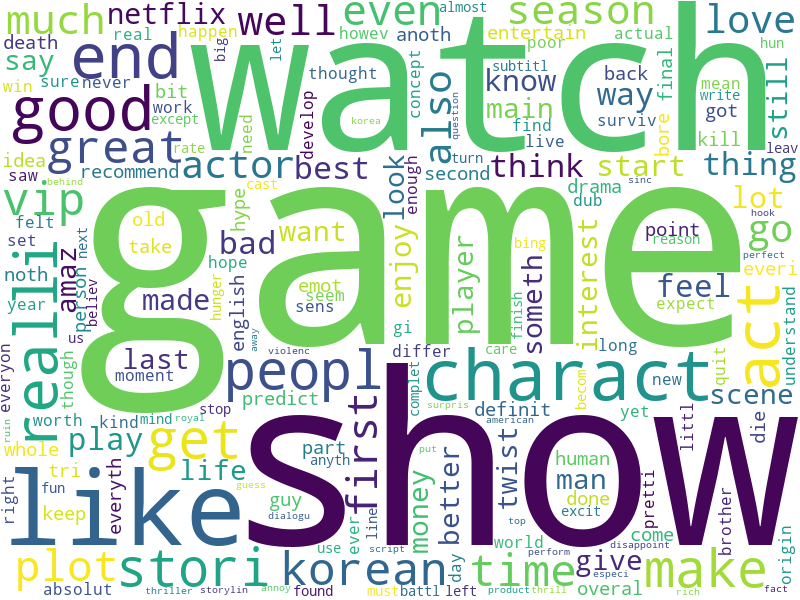 watch
game
show
like
good
end
well
much
netflix
even
season
love
death
real
happen
big
let
howev
anoth
almost
entertain
poor
actual
hun
say
sure
never
win
bit
work
except
thought
concept
subtitl
know
main
back
way
surviv
final
mean
write
got
still
great
develop
korea
also
question
find
live
bore
kill
leav
idea
saw
rate
need
recommend
actor
best
look
enough
second
turn
think
start
thing
behind
vip
cast
drama
dub
sinc
lot
hook
felt
set
old
take
hype
bad
want
enjoy
player
bing
interest
point
reason
perfect
go
noth
amaz
person
next
believ
hope
emot
seem
sens
english
hunger
made
someth
feel
expect
everi
year
us
realli
though
last
moment
away
violenc
gi
differ
care
finish
long
act
understand
everyon
peopl
charact
becom
new
quit
scene
worth
kind
mind
stop
predict
complet
surpris
definit
yet
littl
die
ruin
whole
play
royal
first
american
twist
part
anyth
human
man
pretti
tri
get
life
everyth
guy
money
better
put
done
excit
right
fun
keep
dialogu
line
ever
guess
top
world
come
brother
origin
plot
stori
korean
use
day
script
time
perform
disappoint
give
make
absolut
thriller
storylin
annoy
found
must
battl
left
product
thrill
especi
overal
rich
fact